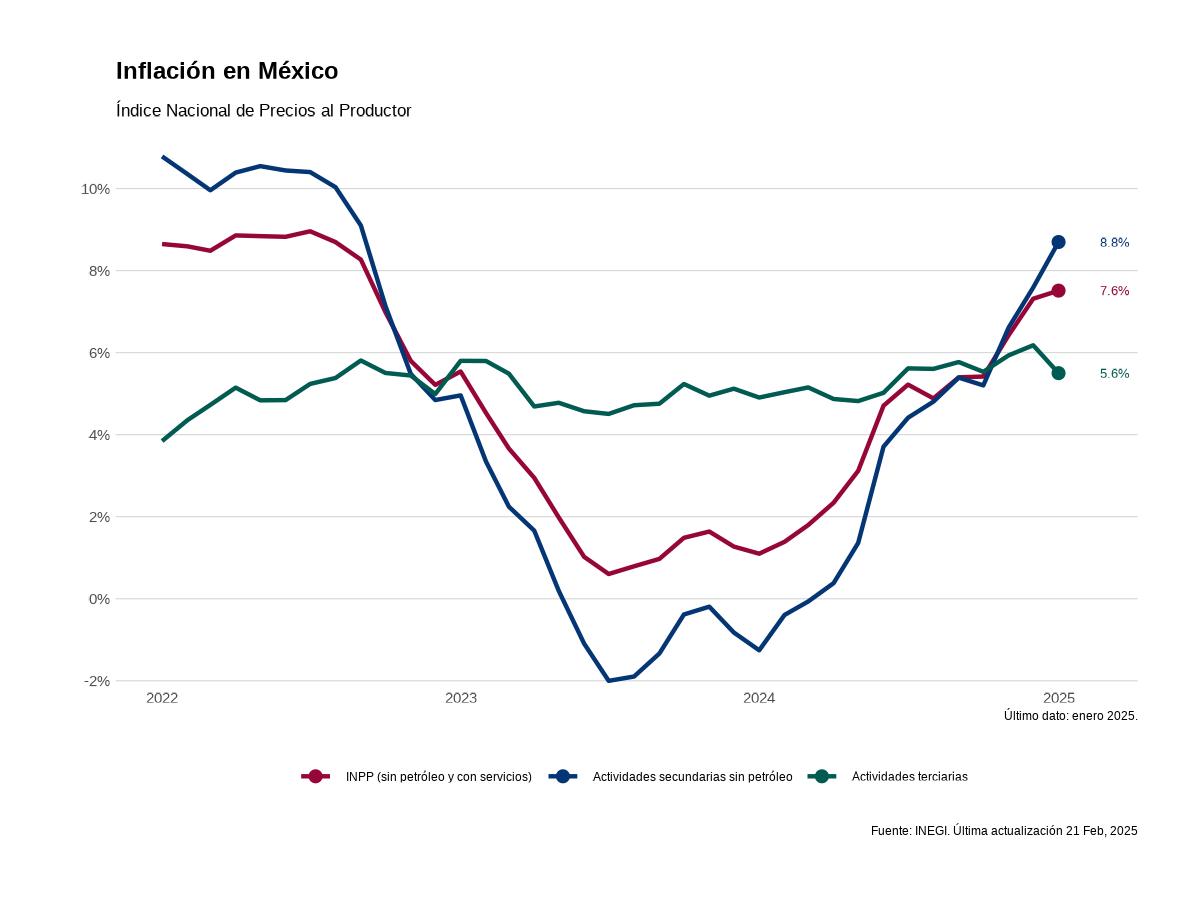 Inflación en México
Índice Nacional de Precios al Productor
10%
8%
6%
4%
2%
0%
-2%
8.8%
7.6%
5.6%
2022 2023 2024 2025
Último dato: enero 2025.
INPP (sin petróleo y con servicios) Actividades secundarias sin petróleo Actividades terciarias
Fuente: INEGI. Última actualización 21 Feb, 2025